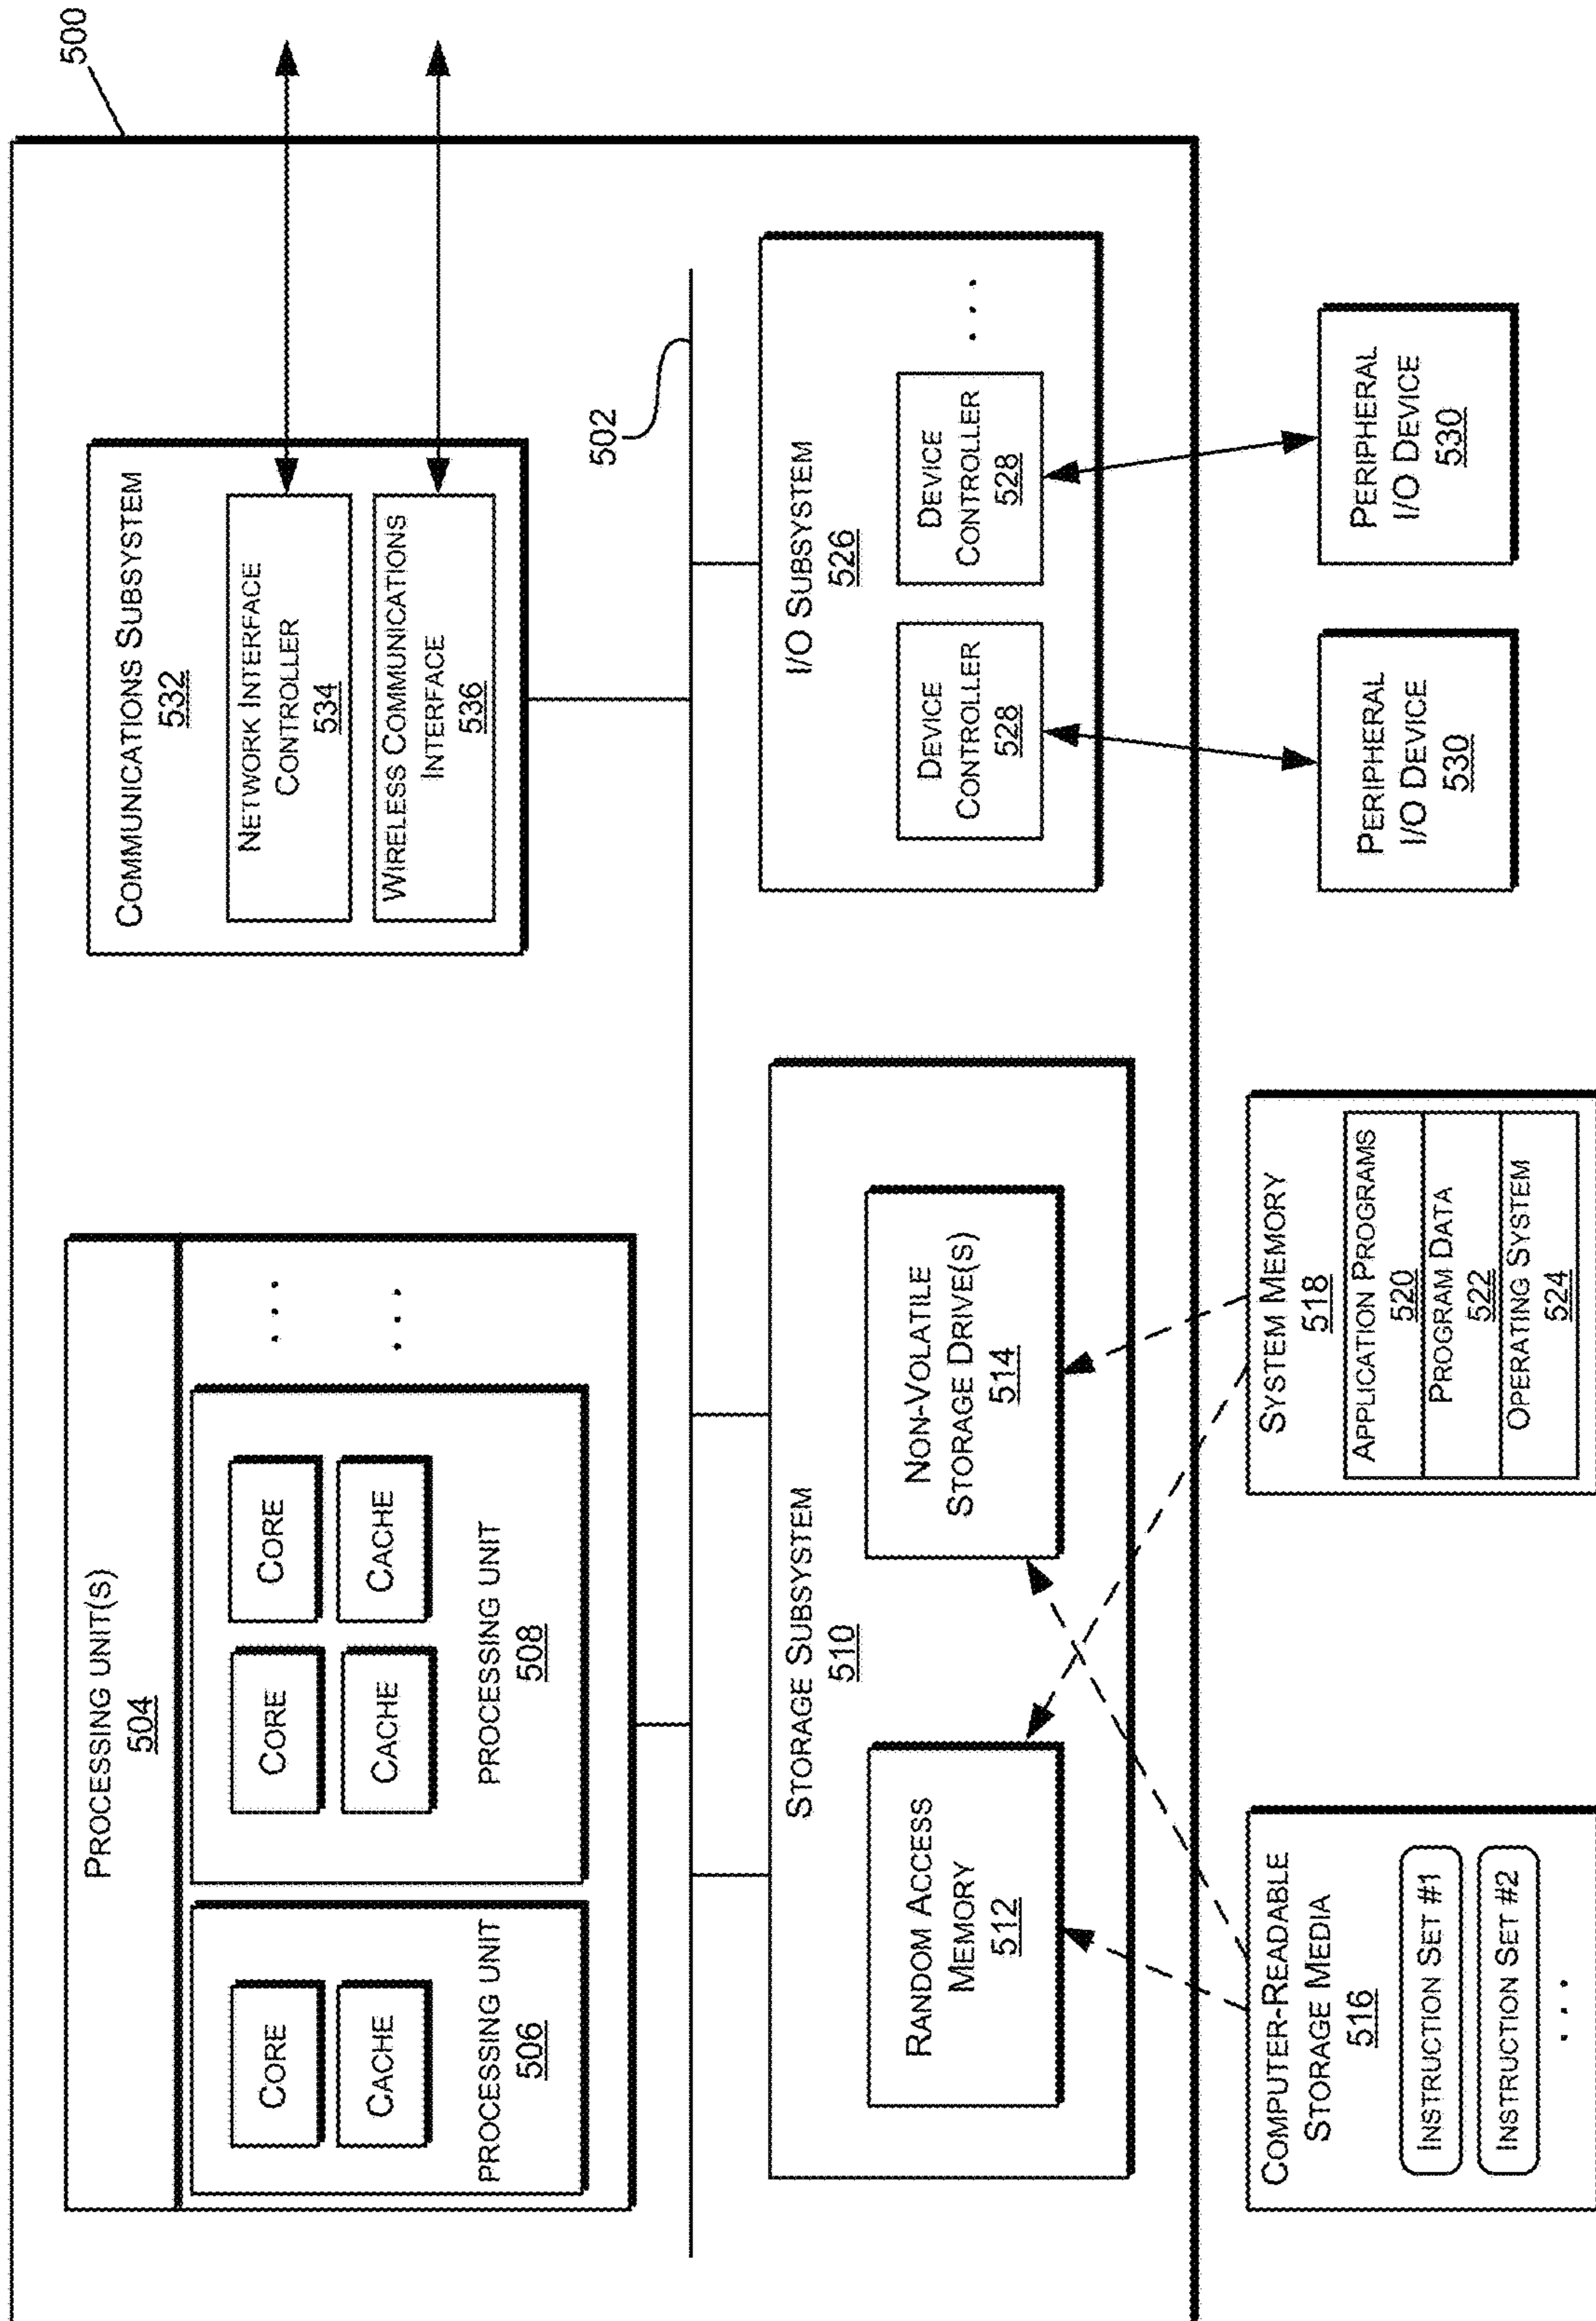 500
PROCESSING UNIT(S)
504
CORE
CACHE
PROCESSING UNIT
506
CORE
CORE
CACHE
CACHE
PROCESSING UNIT
508
. . .
. . .
COMMUNICATIONS SUBSYSTEM
532
NETWORK INTERFACE
CONTROLLER
534
WIRELESS COMMUNICATIONS
INTERFACE
536
502
STORAGE SUBSYSTEM
510
RANDOM ACCESS
MEMORY
512
NON-VOLATILE
STORAGE DRIVE(S)
514
I/O SUBSYSTEM
526
DEVICE
CONTROLLER
528
DEVICE
CONTROLLER
528
. . .
COMPUTER-READABLE
STORAGE MEDIA
516
INSTRUCTION SET #1
INSTRUCTION SET #2
. . .
SYSTEM MEMORY
518
APPLICATION PROGRAMS
520
PROGRAM DATA
522
OPERATING SYSTEM
524
PERIPHERAL
I/O DEVICE
530
PERIPHERAL
I/O DEVICE
530